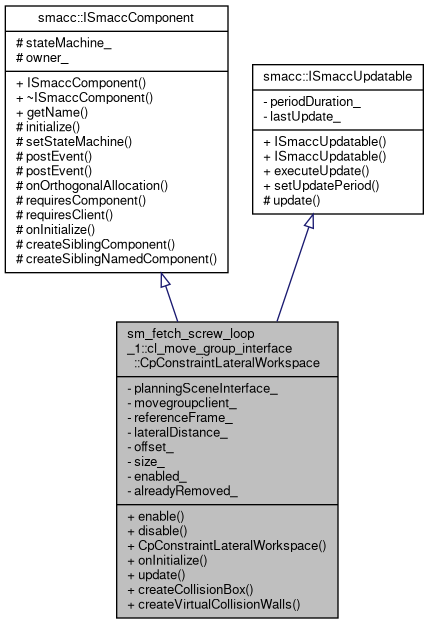 smacc::ISmaccComponent
# stateMachine_
# owner_
+ ISmaccComponent()
+ ~ISmaccComponent()
+ getName()
# initialize()
# setStateMachine()
# postEvent()
# postEvent()
# onOrthogonalAllocation()
# requiresComponent()
# requiresClient()
# onInitialize()
# createSiblingComponent()
# createSiblingNamedComponent()
smacc::ISmaccUpdatable
- periodDuration_
- lastUpdate_
+ ISmaccUpdatable()
+ ISmaccUpdatable()
+ executeUpdate()
+ setUpdatePeriod()
# update()
sm_fetch_screw_loop
_1::cl_move_group_interface
::CpConstraintLateralWorkspace
- planningSceneInterface_
- movegroupclient_
- referenceFrame_
- lateralDistance_
- offset_
- size_
- enabled_
- alreadyRemoved_
+ enable()
+ disable()
+ CpConstraintLateralWorkspace()
+ onInitialize()
+ update()
+ createCollisionBox()
+ createVirtualCollisionWalls()